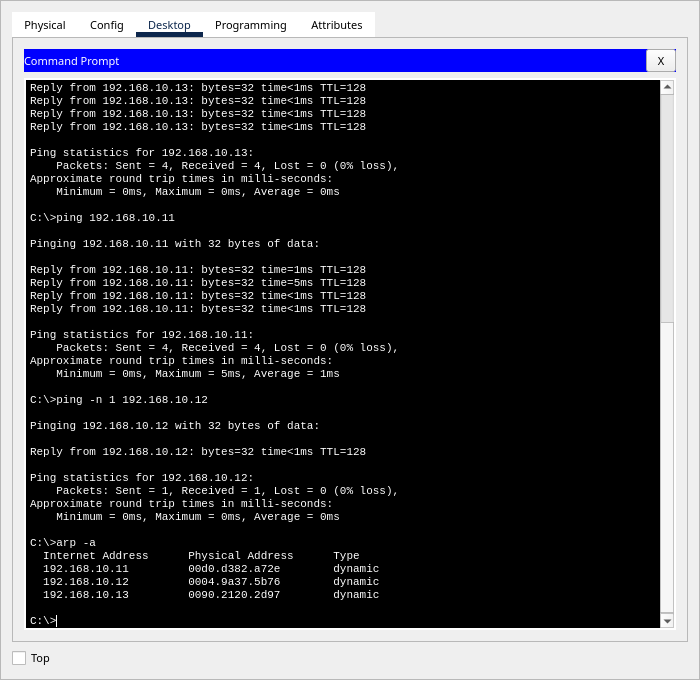 Physical Config Desktop Programming Attributes
Command Prompt X
Reply from 192.168.10.13: bytes=32 time<1ms TTL=128
Reply from 192.168.10.13: bytes=32 time<1ms TTL=128
Reply from 192.168.10.13: bytes=32 time<1ms TTL=128
Reply from 192.168.10.13: bytes=32 time<1ms TTL=128
Ping statistics for 192.168.10.13:
Packets: Sent = 4, Received = 4, Lost = 0 (0% loss),
Approximate round trip times in milli-seconds:
Minimum = 0ms, Maximum = 0ms, Average = 0ms
C:\>ping 192.168.10.11
Pinging 192.168.10.11 with 32 bytes of data:
Reply from 192.168.10.11: bytes=32 time=1ms TTL=128
Reply from 192.168.10.11: bytes=32 time=5ms TTL=128
Reply from 192.168.10.11: bytes=32 time<1ms TTL=128
Reply from 192.168.10.11: bytes=32 time<1ms TTL=128
Ping statistics for 192.168.10.11:
Packets: Sent = 4, Received = 4, Lost = 0 (0% loss),
Approximate round trip times in milli-seconds:
Minimum = 0ms, Maximum = 5ms, Average = 1ms
C:\>ping -n 1 192.168.10.12
Pinging 192.168.10.12 with 32 bytes of data:
Reply from 192.168.10.12: bytes=32 time<1ms TTL=128
Ping statistics for 192.168.10.12:
Packets: Sent = 1, Received = 1, Lost = 0 (0% loss),
Approximate round trip times in milli-seconds:
Minimum = 0ms, Maximum = 0ms, Average = 0ms
C:\>arp -a
Internet Address Physical Address Type
192.168.10.11 00d0.d382.a72e dynamic
192.168.10.12 0004.9a37.5b76 dynamic
192.168.10.13 0090.2120.2d97 dynamic
C:\>
Top